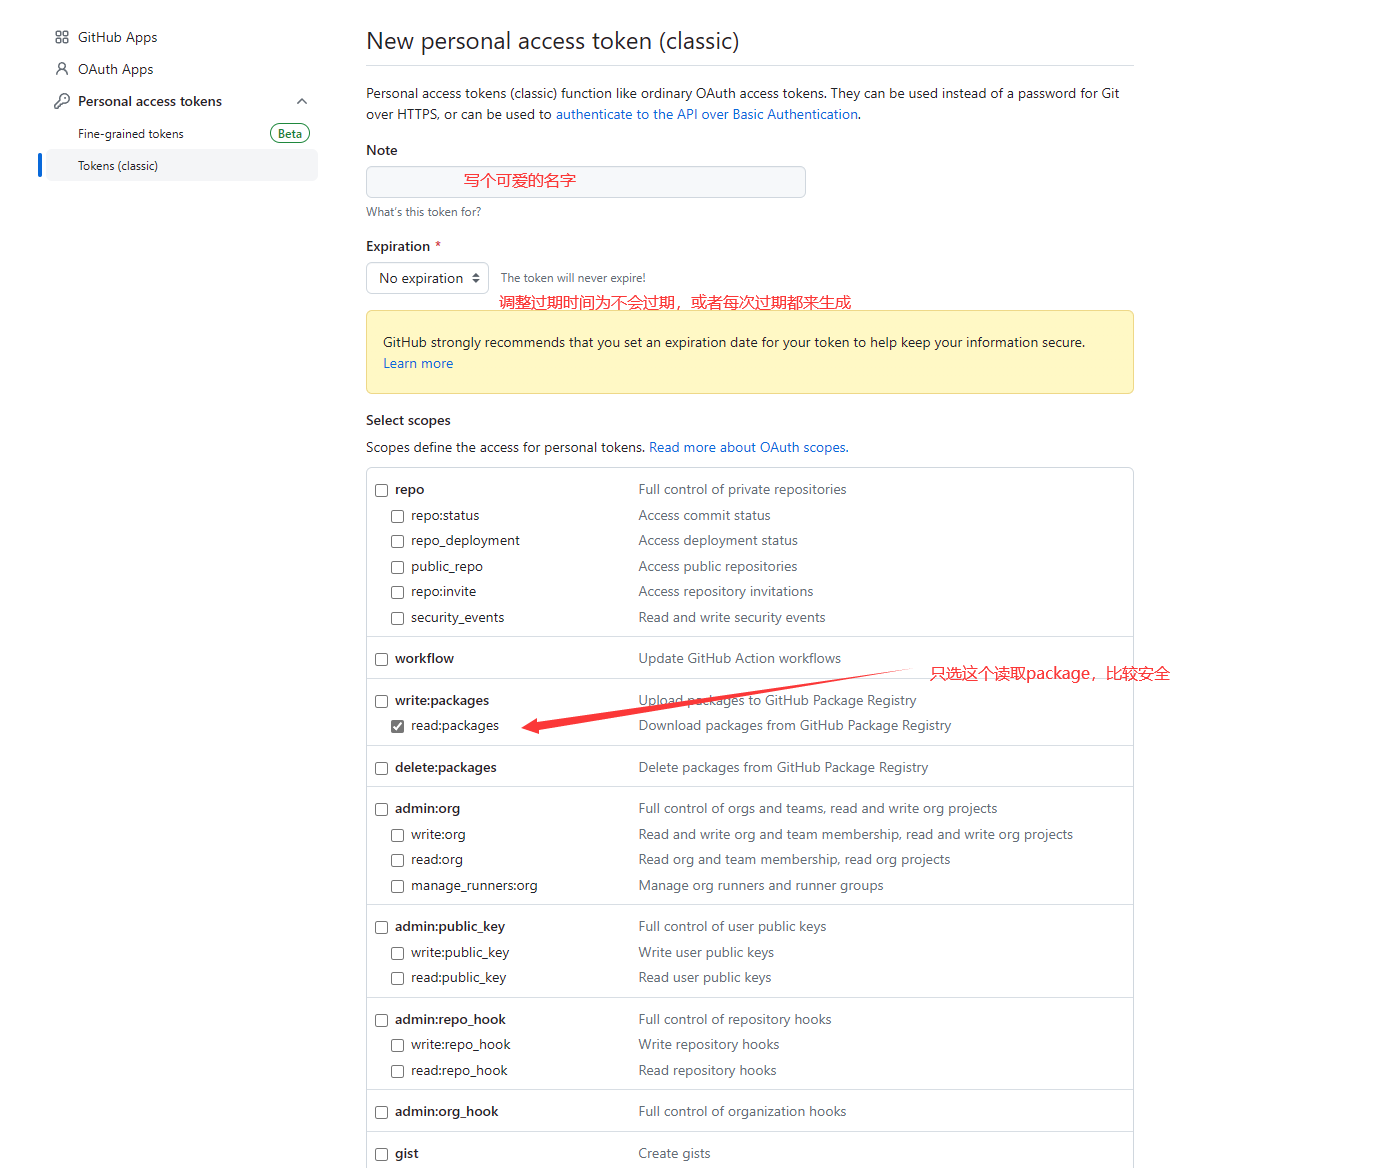 GitHub Apps
OAuth Apps
Personal access tokens
Fine-grained tokens Beta
Tokens (classic)
New personal access token (classic)
Personal access tokens (classic) function like ordinary OAuth access tokens. They can be used instead of a password for Git
over HTTPS, or can be used to authenticate to the API over Basic Authentication.
Note
写个可爱的名字
What's this token for?
Expiration *
No expiration The token will never expire!
调整过期时间为不会过期，或者每次过期都来生成
GitHub strongly recommends that you set an expiration date for your token to help keep your information secure.
Learn more
Select scopes
Scopes define the access for personal tokens. Read more about OAuth scopes.
repo Full control of private repositories
repo:status Access commit status
repo_deployment Access deployment status
public_repo Access public repositories
repo:invite Access repository invitations
security_events Read and write security events
workflow Update GitHub Action workflows
只选这个读取package，比较安全
write:packages Upload packages to GitHub Package Registry
read:packages Download packages from GitHub Package Registry
delete:packages Delete packages from GitHub Package Registry
admin:org Full control of orgs and teams, read and write org projects
write:org Read and write org and team membership, read and write org projects
read:org Read org and team membership, read org projects
manage_runners:org Manage org runners and runner groups
admin:public_key Full control of user public keys
write:public_key Write user public keys
read:public_key Read user public keys
admin:repo_hook Full control of repository hooks
write:repo_hook Write repository hooks
read:repo_hook Read repository hooks
admin:org_hook Full control of organization hooks
gist Create gists